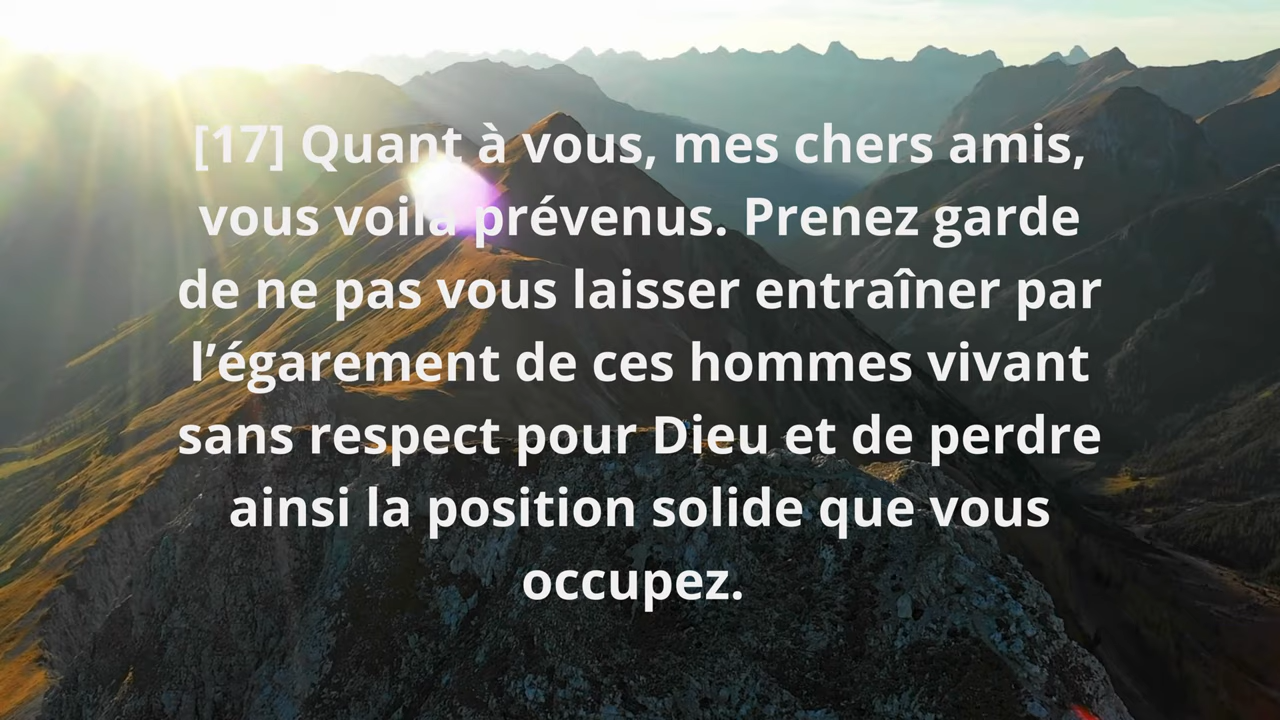 [17] Quant à vous, mes chers amis,
vous voilà prévenus. Prenez garde
de ne pas vous laisser entraîner par
l’égarement de ces hommes vivant
sans respect pour Dieu et de perdre
ainsi la position solide que vous
occupez.